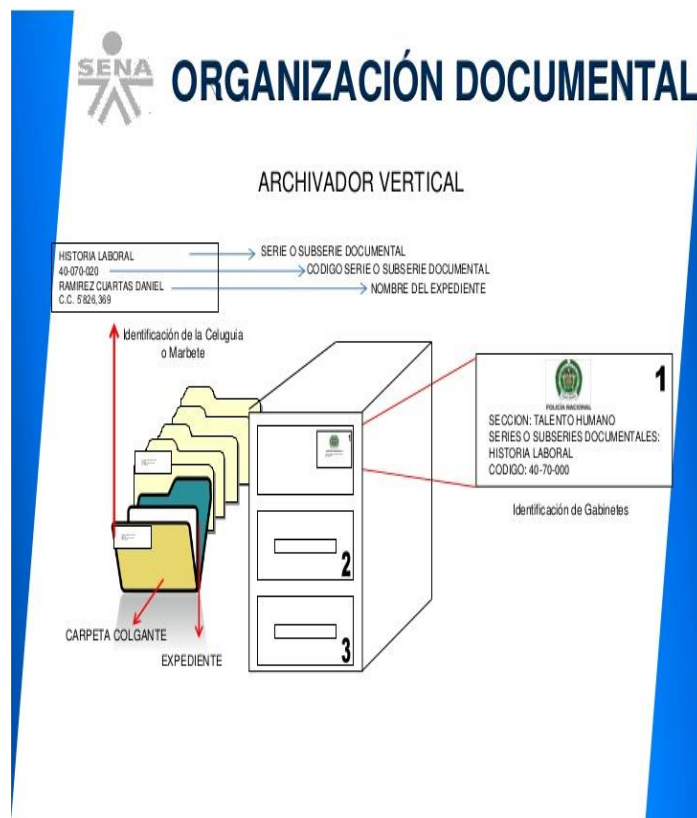 SENA
ORGANIZACIÓN DOCUMENTAL
ARCHIVADOR VERTICAL
HISTORIA LABORAL
40-070-020
RAMIREZ CUARTAS DANIEL
C.C. 5'826,369
SERIE O SUBSERIE DOCUMENTAL
CODIGO SERIE O SUBSERIE DOCUMENTAL
NOMBRE DEL EXPEDIENTE
Identificación de la Celuguia
o Marbete
1
POLICÍA NACIONAL
SECCION: TALENTO HUMANO
SERIES O SUBSERIES DOCUMENTALES:
HISTORIA LABORAL
CODIGO: 40-70-000
Identificación de Gabinetes
2
3
CARPETA COLGANTE
EXPEDIENTE